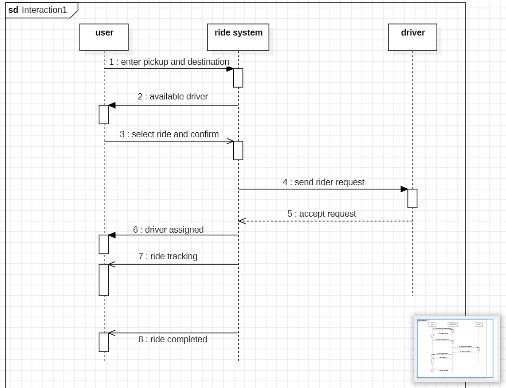 sd Interaction1
user
ride system
driver
1 : enter pickup and destination
2 : available driver
3 : select ride and confirm
4 : send rider request
5 : accept request
6 : driver assigned
7 : ride tracking
8 : ride completed